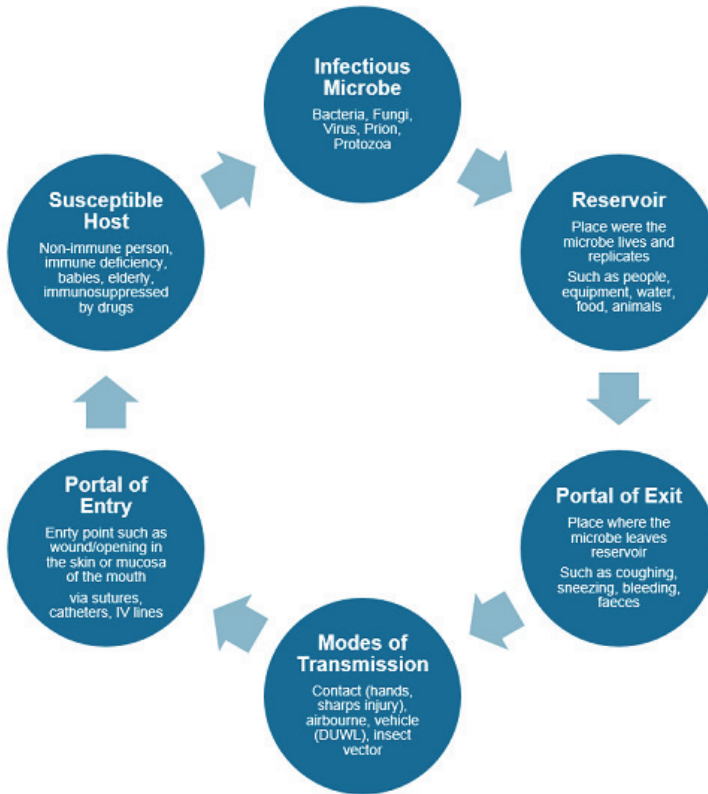 Infectious
Microbe
Bacteria, Fungi,
Virus, Prion,
Protozoa
Reservoir
Place were the
microbe lives and
replicates
Such as people,
equipment, water,
food, animals
Portal of Exit
Place where the
microbe leaves
reservoir
Such as coughing,
sneezing, bleeding,
faeces
Modes of
Transmission
Contact (hands,
sharps injury),
airbourne, vehicle
(DUWL), insect
vector
Portal of
Entry
Enrty point such as
wound/opening in
the skin or mucosa
of the mouth
via sutures,
catheters, IV lines
Susceptible
Host
Non-immune person,
immune deficiency,
babies, elderly,
immunosuppressed
by drugs